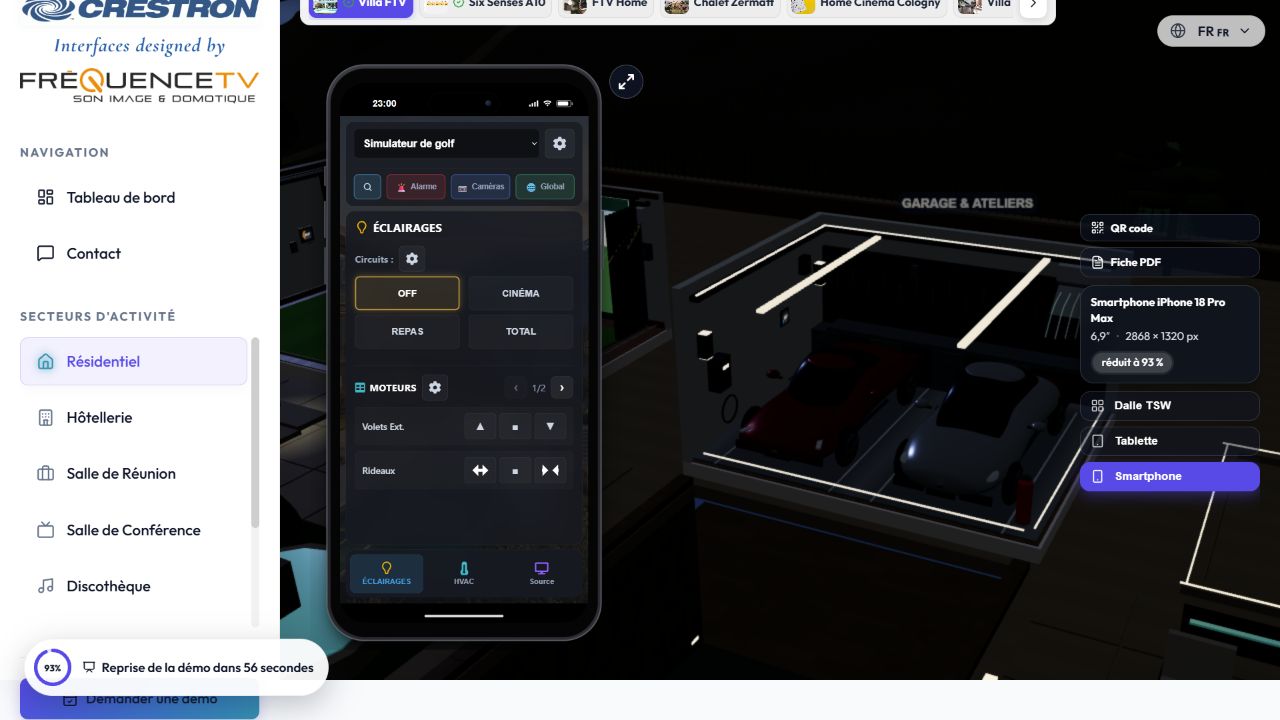 CRESTRON
Interfaces designed by
FRÉQUENCETV
SON IMAGE & DOMOTIQUE
NAVIGATION
Tableau de bord
Contact
SECTEURS D'ACTIVITÉ
Résidentiel
Hôtellerie
Salle de Réunion
Salle de Conférence
Discothèque
93%
Reprise de la démo dans 56 secondes
Demander une démo
Villa FTV
Six Senses A10
FTV Home
Chalet Zermatt
Home Cinema Cologny
Villa
FR FR
23:00
Simulateur de golf
Alarme
Caméras
Global
ÉCLAIRAGES
Circuits :
OFF
CINÉMA
REPAS
TOTAL
MOTEURS
1/2
Volets Ext.
Rideaux
ÉCLAIRAGES
HVAC
Source
GARAGE & ATELIERS
QR code
Fiche PDF
Smartphone iPhone 18 Pro
Max
6,9" · 2868 × 1320 px
réduit à 93 %
Dalle TSW
Tablette
Smartphone